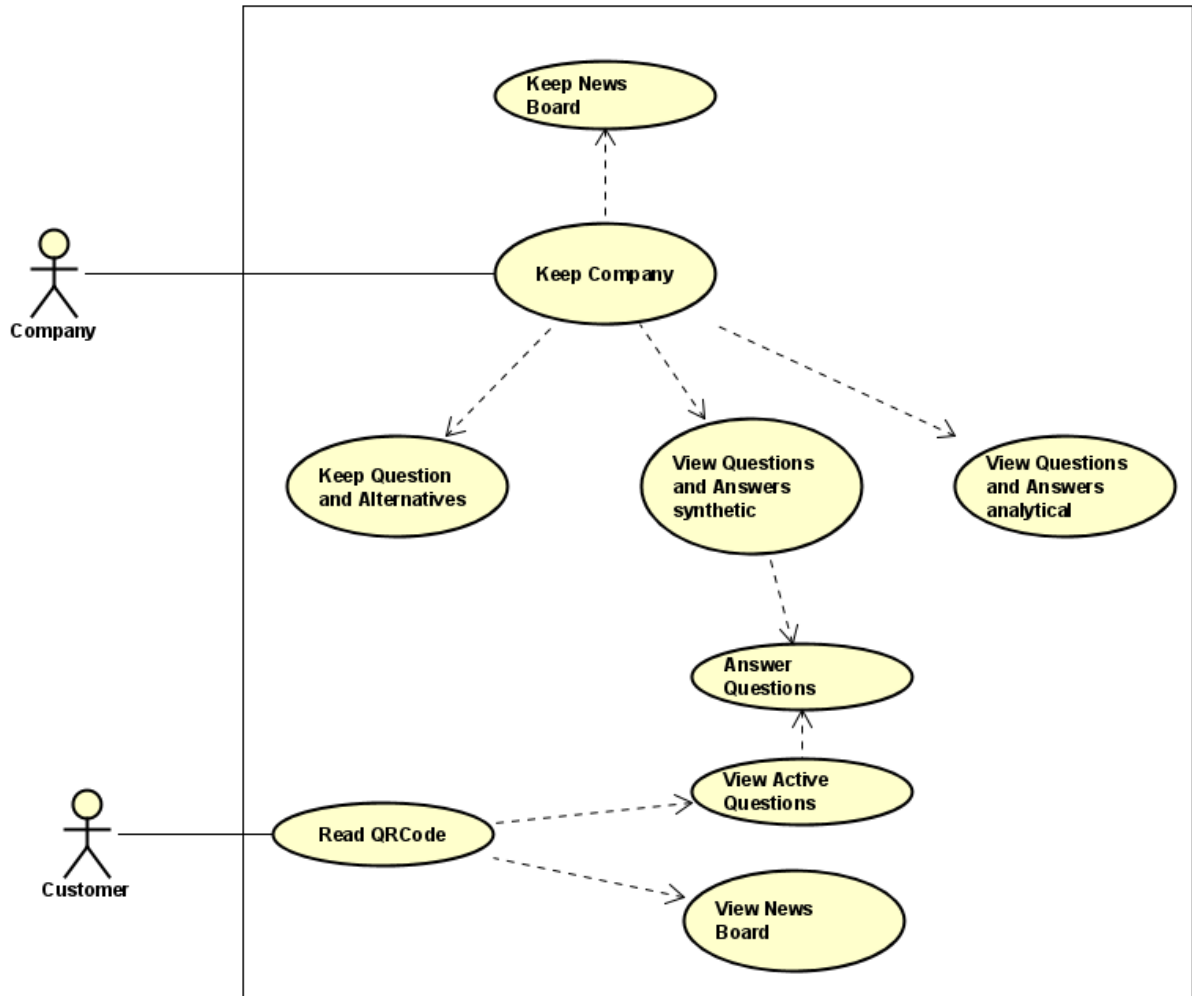 Keep News
Board
Keep Company
Company
Keep Question
and Alternatives
View Questions
and Answers
synthetic
View Questions
and Answers
analytical
Answer
Questions
View Active
Questions
Read QRCode
Customer
View News
Board